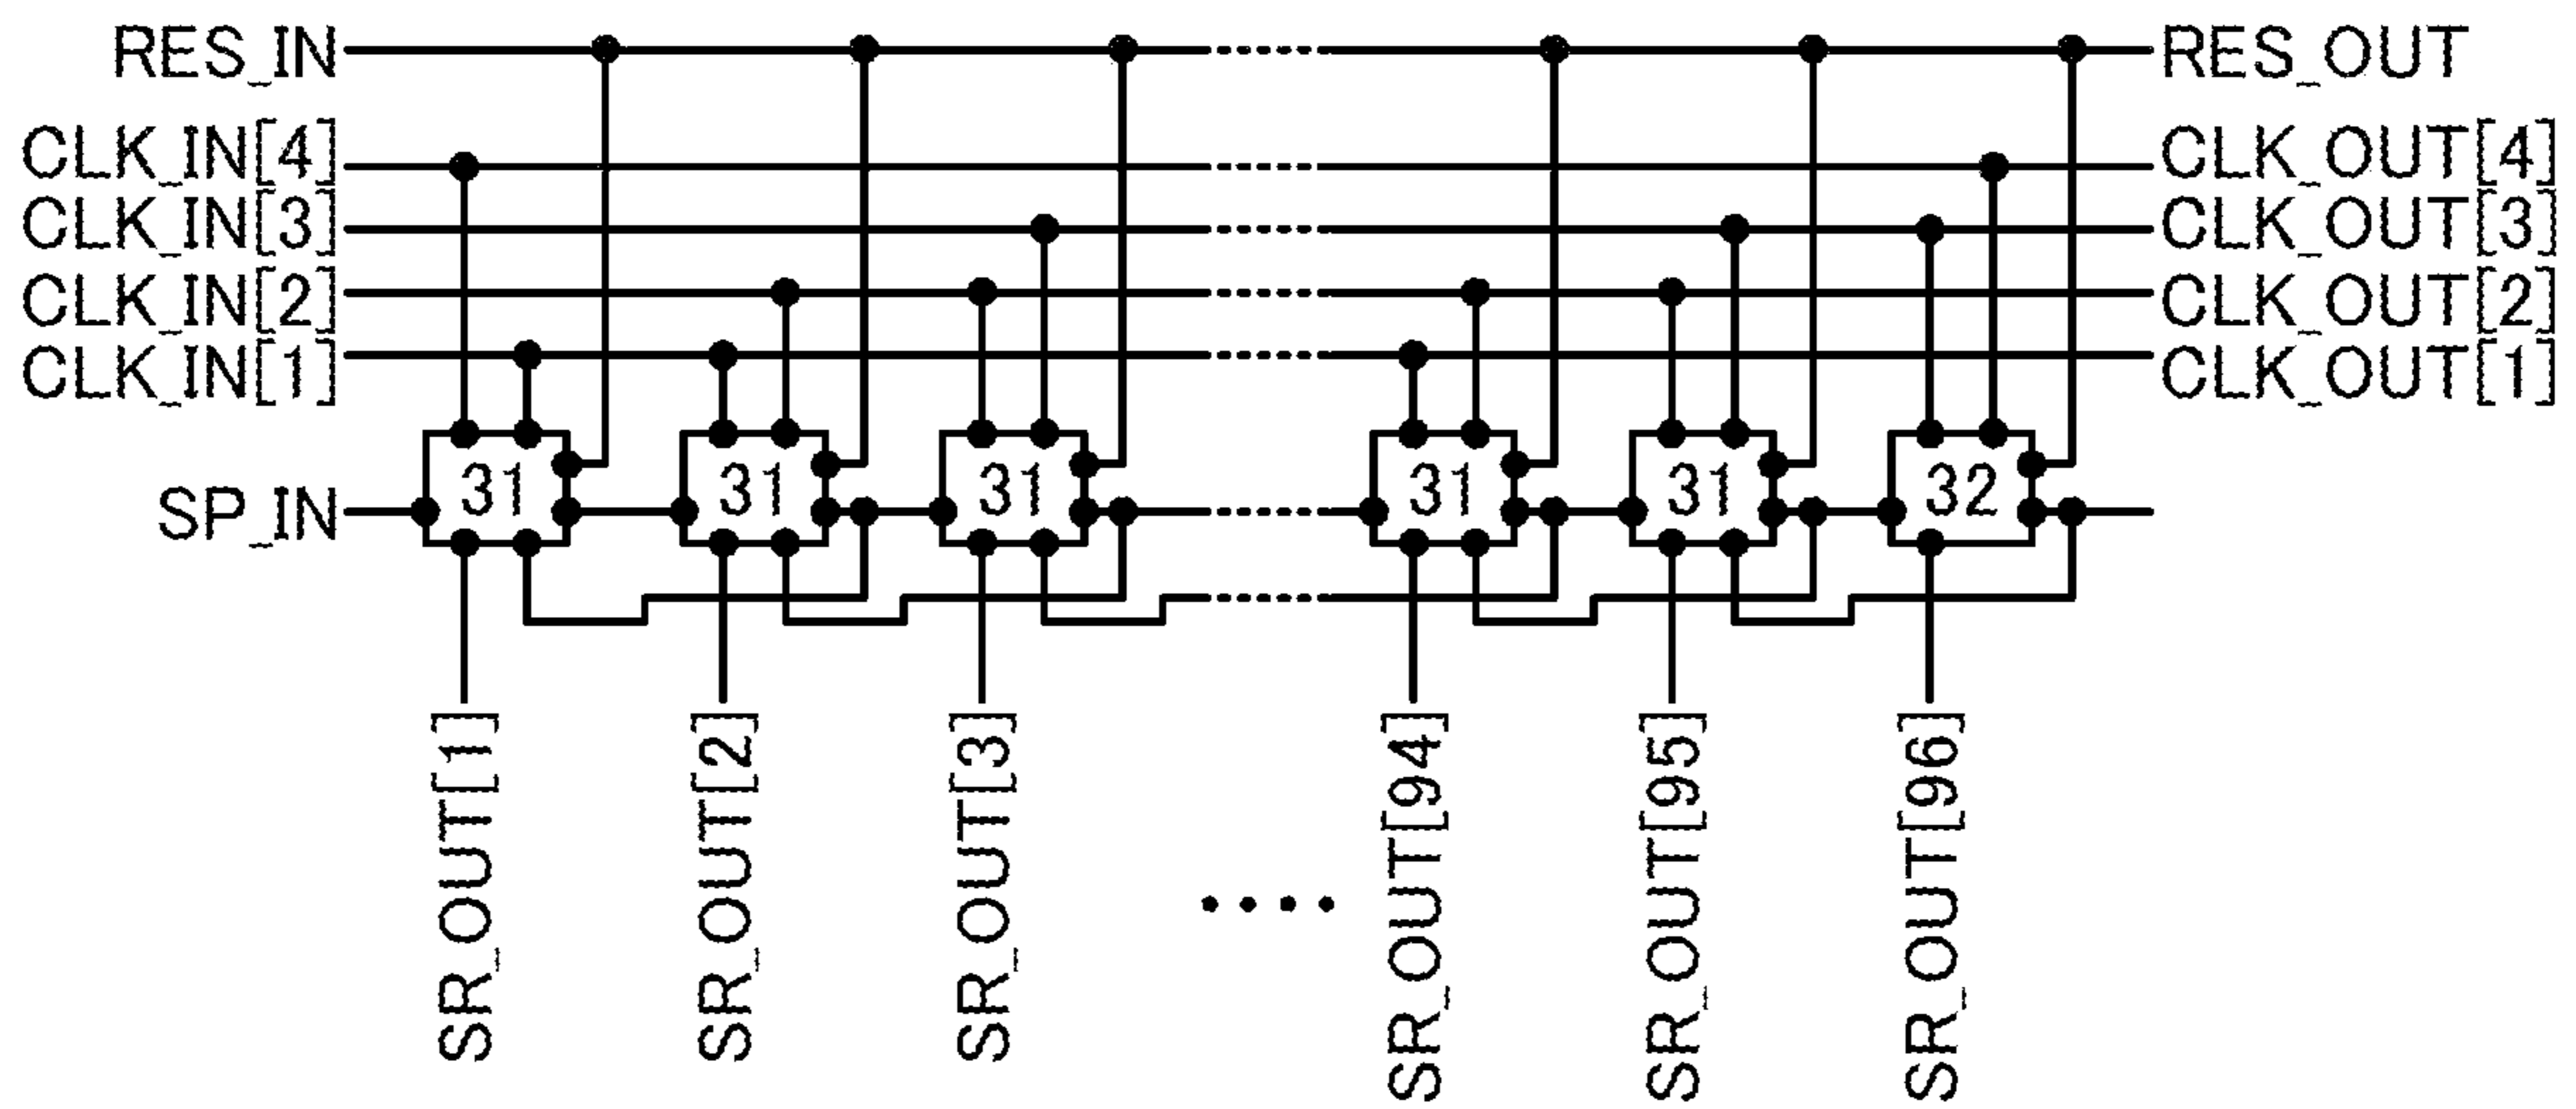 RES_IN
RES_OUT
CLK_IN[4]
CLK_OUT[4]
CLK_IN[3]
CLK_OUT[3]
CLK_IN[2]
CLK_OUT[2]
CLK_IN[1]
CLK_OUT[1]
SP_IN
31
31
31
31
31
32
SR_OUT[1]
SR_OUT[2]
SR_OUT[3]
SR_OUT[94]
SR_OUT[95]
SR_OUT[96]